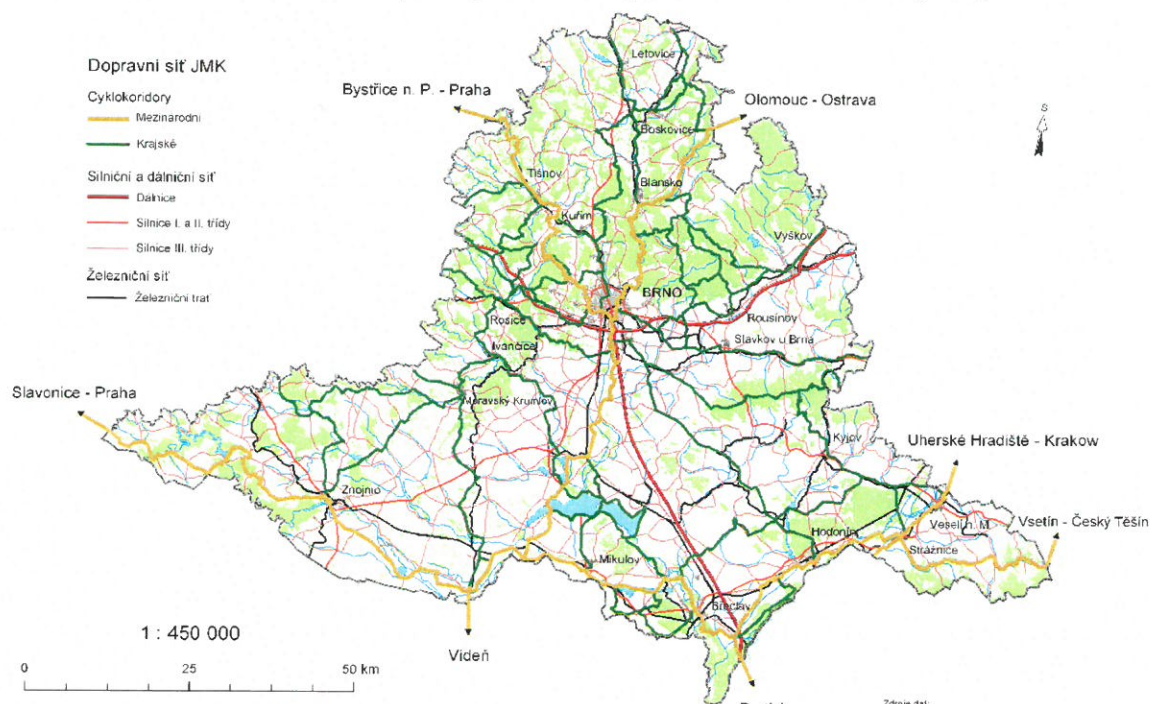 Dopravní síť JMK
Cyklokoridory
Mezinárodní
Krajské
Silniční a dálniční síť
Dálnice
Silnice I. a II. třídy
Silnice III. třídy
Železniční síť
Železniční trať
Bystřice n. P. - Praha
Olomouc - Ostrava
S
Letovice
Boskovice
Tišnov
Blansko
Kuřim
Vyškov
BRNO
Rosice
Rousínov
Ivančice
Slavkov u Brna
Slavonice - Praha
Moravský Krumlov
Kyjov
Uherské Hradiště - Krakow
Znojmo
Hodonín
Veselí n. M.
Vsetín - Český Těšín
Strážnice
Mikulov
Břeclav
1 : 450 000
Vídeň
0 25 50 km
Zdroje dat: